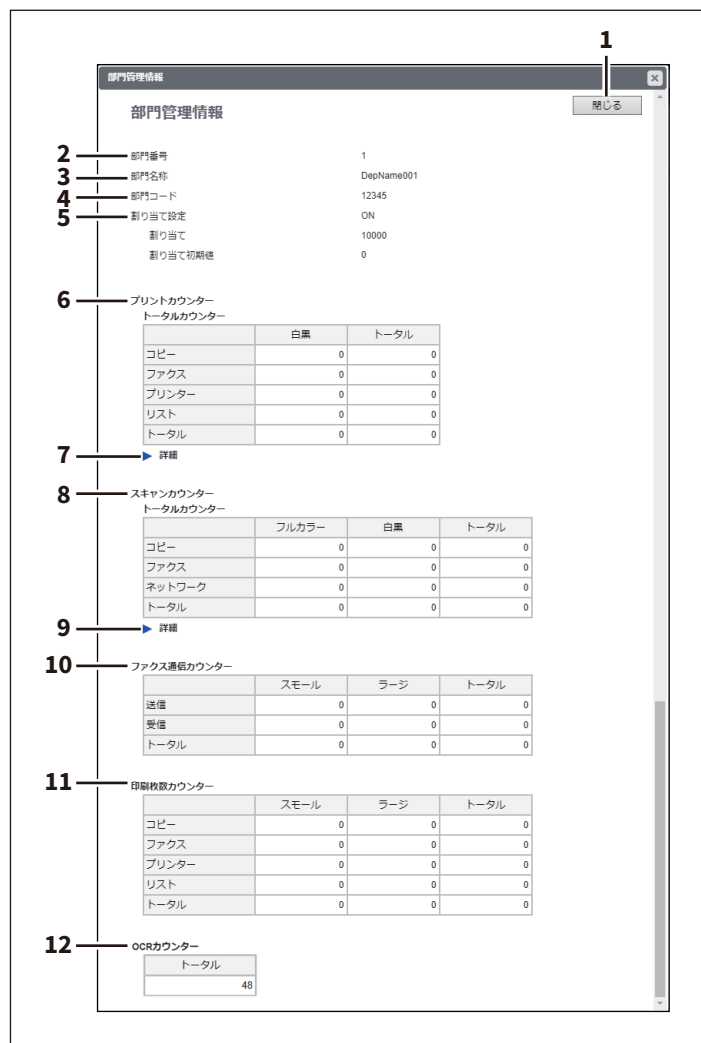 1
部門管理情報
閉じる
部門管理情報
2 部門番号 1
3 部門名称 DepName001
4 部門コード 12345
5 割り当て設定 ON
割り当て 10000
割り当て初期値 0
6 プリントカウンター
トータルカウンター
白黒 トータル
コピー 0 0
ファクス 0 0
プリンター 0 0
リスト 0 0
トータル 0 0
7 詳細
8 スキャンカウンター
トータルカウンター
フルカラー 白黒 トータル
コピー 0 0 0
ファクス 0 0 0
ネットワーク 0 0 0
トータル 0 0 0
9 詳細
10 ファクス通信カウンター
スモール ラージ トータル
送信 0 0 0
受信 0 0 0
トータル 0 0 0
11 印刷枚数カウンター
スモール ラージ トータル
コピー 0 0 0
ファクス 0 0 0
プリンター 0 0 0
リスト 0 0 0
トータル 0 0 0
12 OCRカウンター
トータル
48